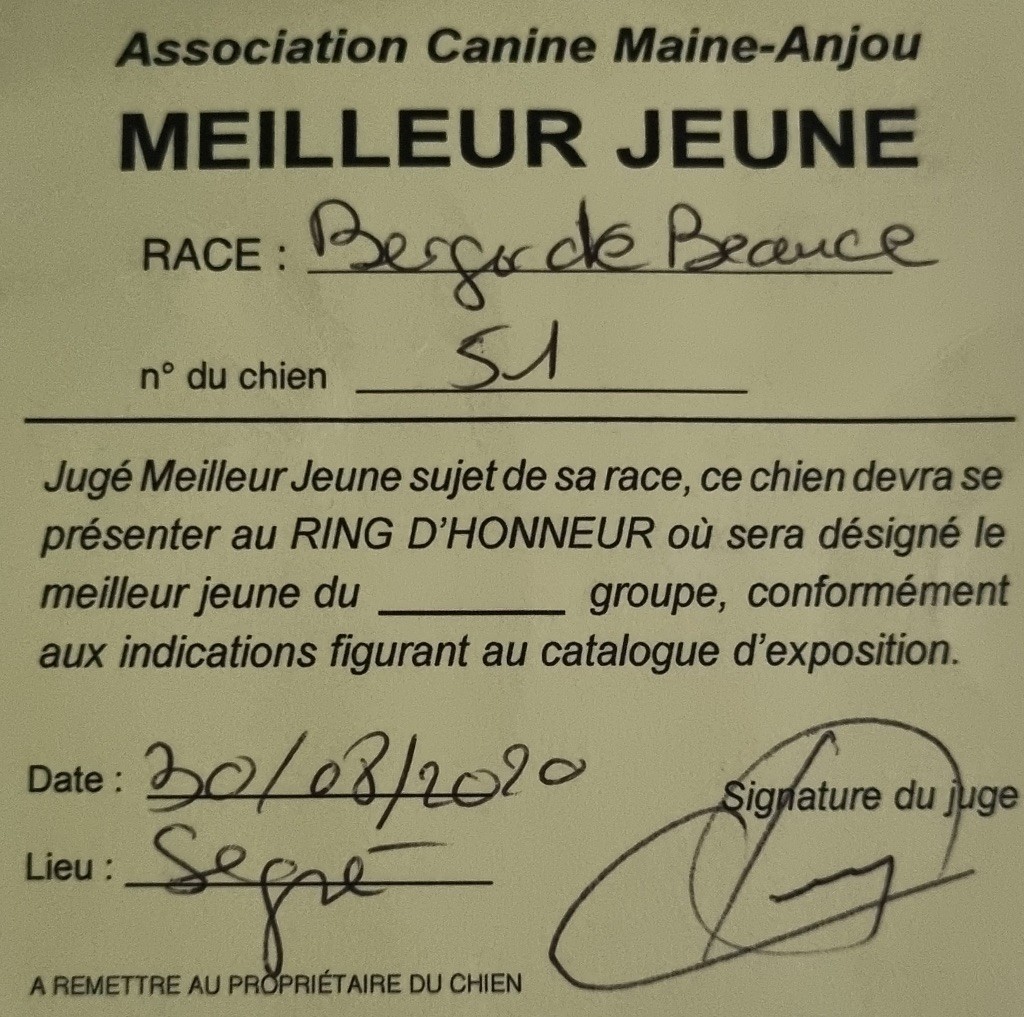 Association Canine Maine-Anjou
MEILLEUR JEUNE
RACE : Berger de Beauce
n° du chien 51
Jugé Meilleur Jeune sujet de sa race, ce chien devra se
présenter au RING D'HONNEUR où sera désigné le
meilleur jeune du ______ groupe, conformément
aux indications figurant au catalogue d'exposition.
Date : 30/08/2020
Signature du juge
Lieu : Segré
A REMETTRE AU PROPRIÉTAIRE DU CHIEN